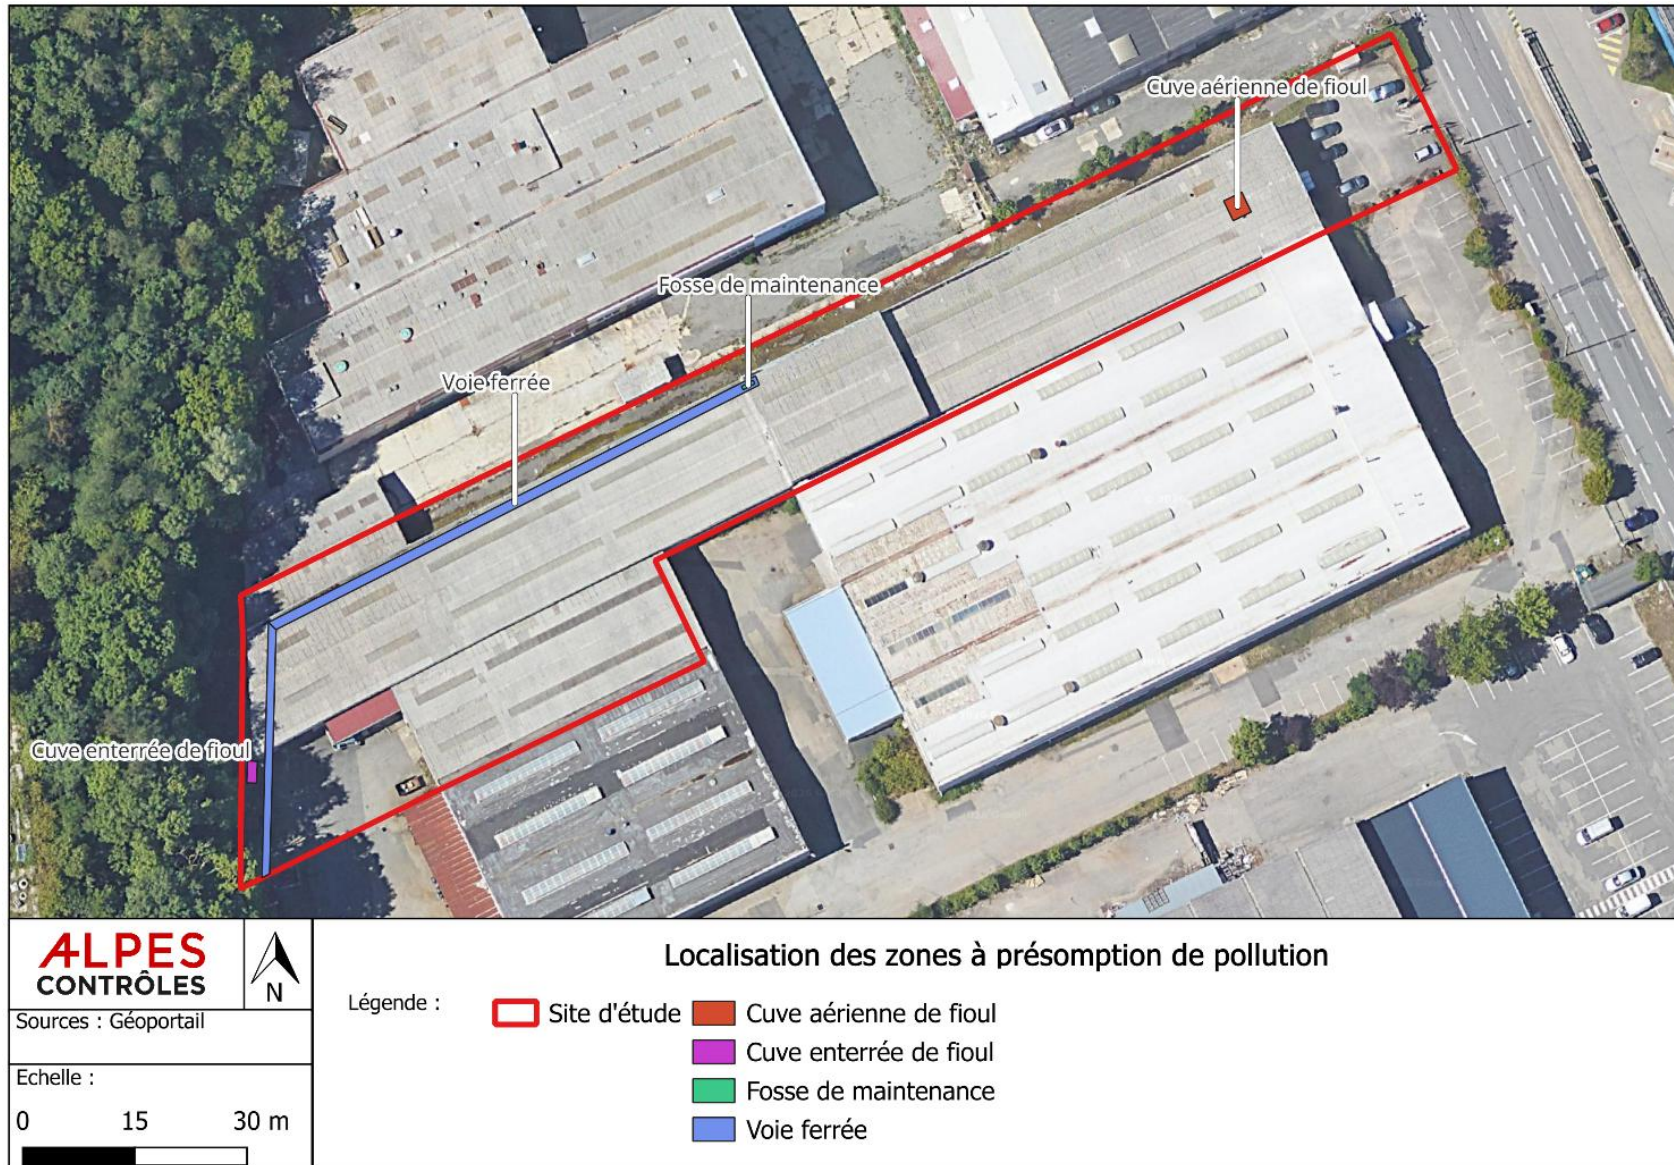 Cuve aérienne de fioul
Fosse de maintenance
Voie ferrée
Cuve enterrée de fioul
ALPES
CONTRÔLES
N
Sources : Géoportail
Echelle :
0 15 30 m
Localisation des zones à présomption de pollution
Légende :
Site d'étude
Cuve aérienne de fioul
Cuve enterrée de fioul
Fosse de maintenance
Voie ferrée